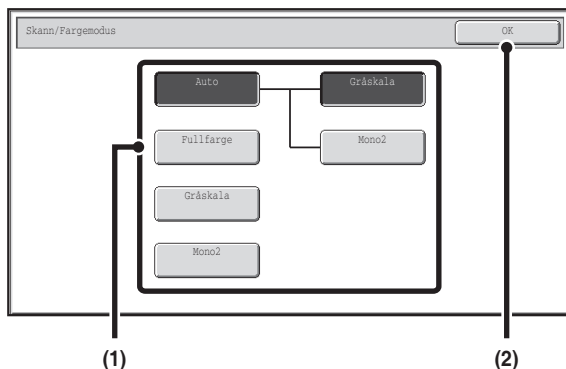 Skann/Fargemodus
OK
Auto
Gråskala
Fullfarge
Mono2
Gråskala
Mono2
(1)
(2)